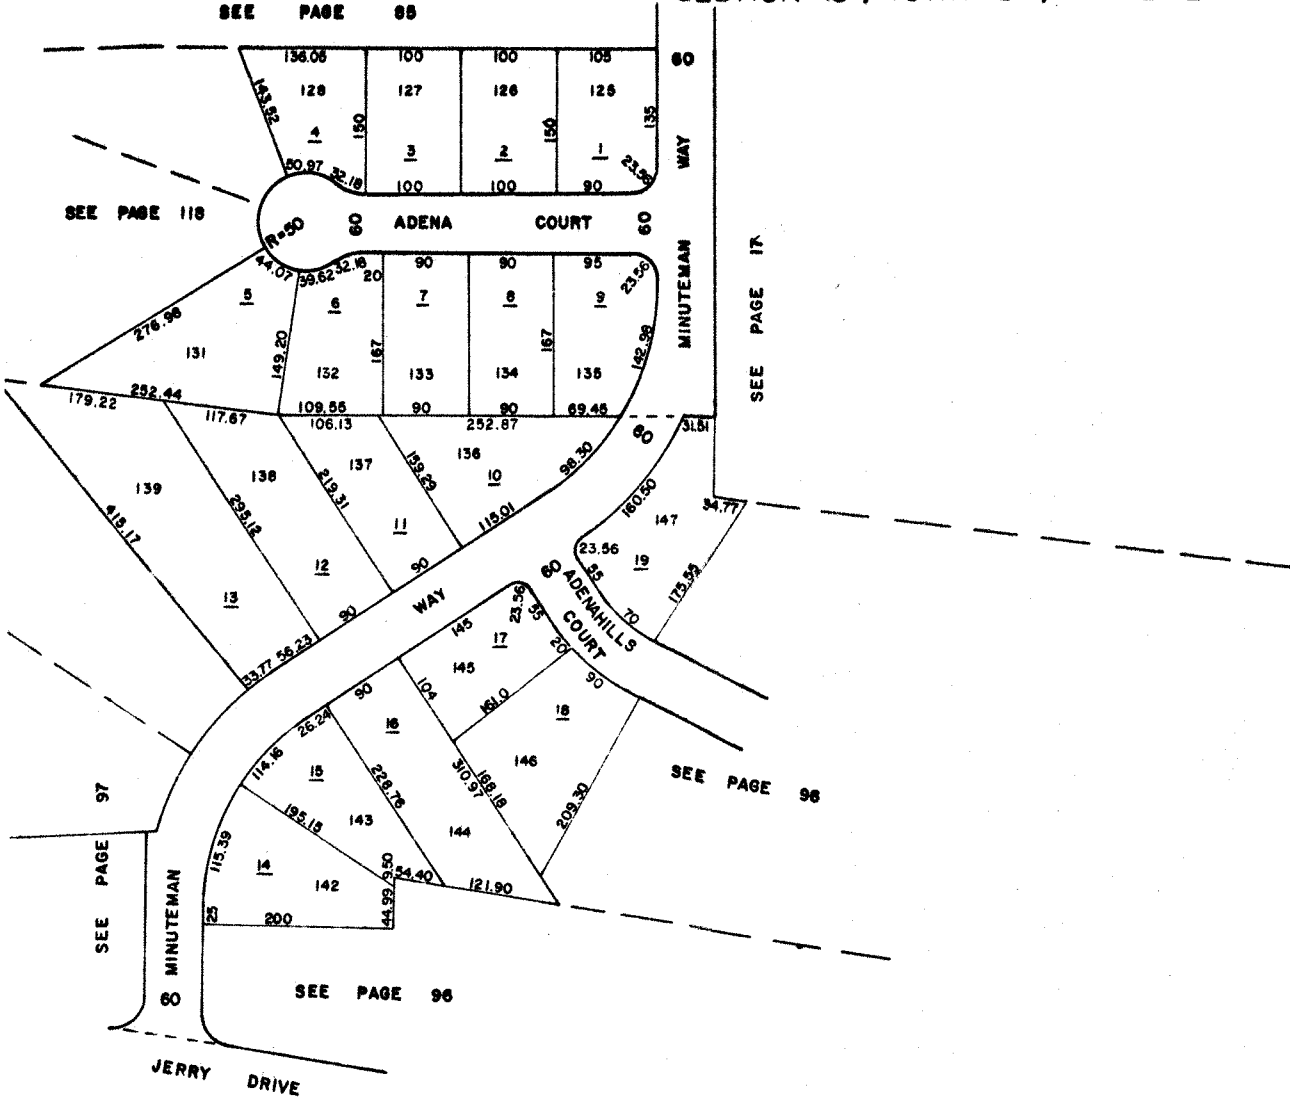 SEE PAGE 85
60
136.05 100 100 105
143.52 128 127 126 125
150 150 135
4 3 2 1
WAY
50.97 32.18 100 100 90 23.56
SEE PAGE 118
R=50 60 ADENA COURT 60
MINUTEMAN
SEE PAGE 17
44.07 39.62 32.18 20 90 90 95 23.56
5 6 7 8 9
276.98 131 149.20 132 167 133 134 167 135 142.98
179.22 252.44 117.67 109.55 90 90 69.45
106.13 252.87 60 31.51
139 138 137 136 98.30
415.17 295.12 219.31 159.29 10 115.01
160.50 147 34.77
13 12 11 90 90
23.56 55 19 70 175.55
60 ADENAHILLS COURT
WAY
33.77 56.23
145 23.56 55 17 20 90
145
90 104 161.0 18
26.24 16 146
114.16 15 228.76 310.97 168.18 209.30
SEE PAGE 96
195.15 143 144
SEE PAGE 97
115.39 14 142 9.50 54.40 121.90
25 200 44.99
MINUTEMAN
60
SEE PAGE 96
JERRY DRIVE